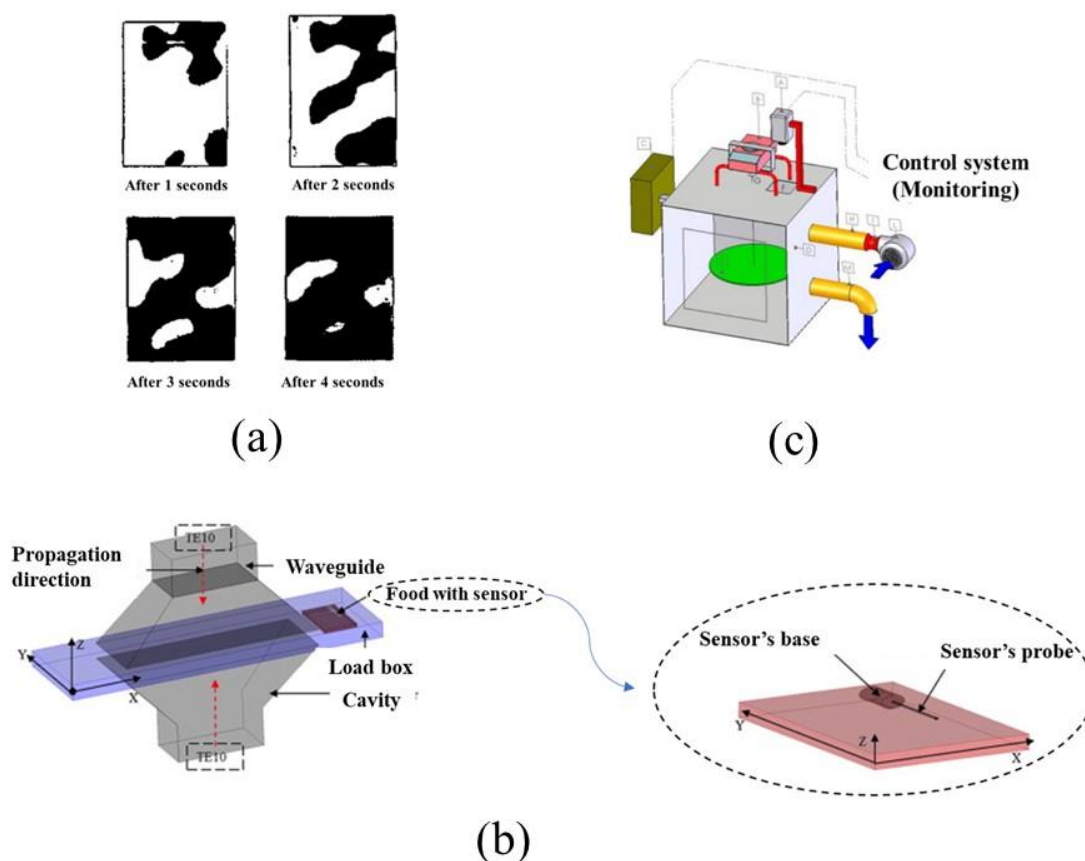 After 1 seconds
After 2 seconds
After 3 seconds
After 4 seconds
(a)
A
B
C
Control system
(Monitoring)
To
H
I
L
D
M
(c)
TE10
Propagation
direction
Waveguide
Food with sensor
Z
Y
X
Load box
Cavity
TE10
Sensor's base
Sensor's probe
Y
Z
X
(b)